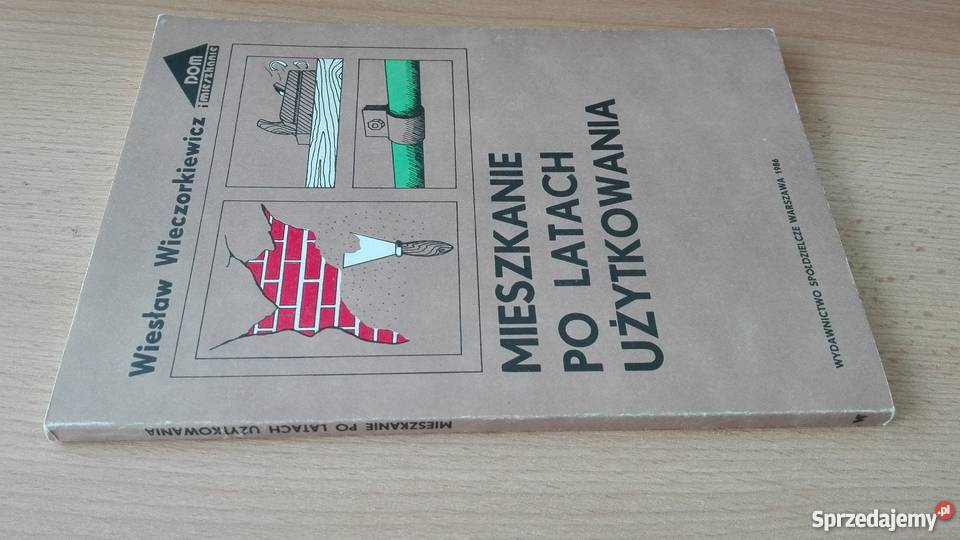 Wiesław Wieczorkiewicz
DOM
i mieszkanie
MIESZKANIE
PO LATACH
UŻYTKOWANIA
WYDAWNICTWO SPÓŁDZIELCZE WARSZAWA 1986
MIESZKANIE PO LATACH UŻYTKOWANIA
Sprzedajemy.pl